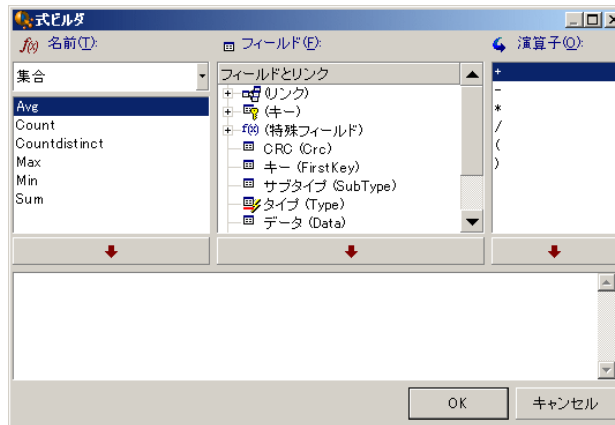 式ビルダ
f(x) 名前(T):
集合
Avg
Count
Countdistinct
Max
Min
Sum
フィールド(F):
フィールドとリンク
(リンク)
(キー)
f(x) (特殊フィールド)
CRC (Crc)
キー (FirstKey)
サブタイプ (SubType)
タイプ (Type)
データ (Data)
演算子(O):
+
-
*
/
(
)
OK
キャンセル